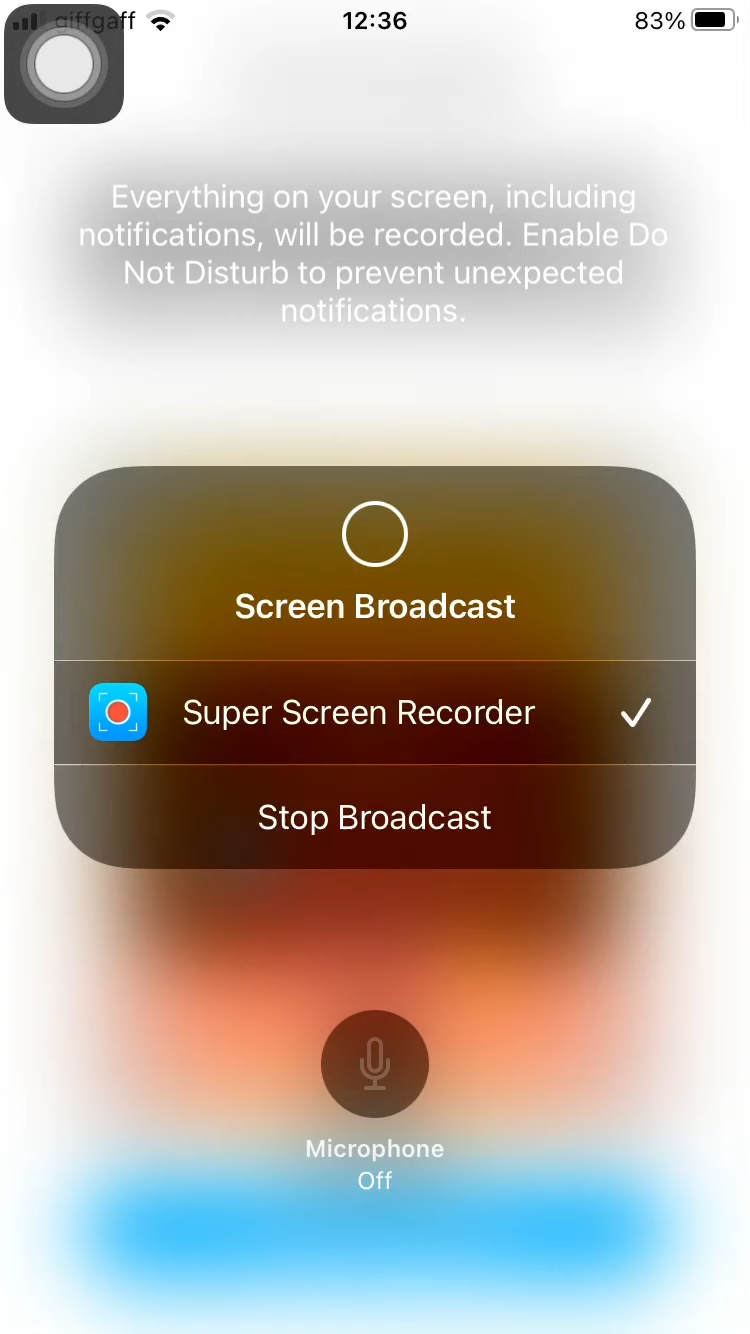 giffgaff 12:36 83%
Everything on your screen, including
notifications, will be recorded. Enable Do
Not Disturb to prevent unexpected
notifications.
Screen Broadcast
Super Screen Recorder
Stop Broadcast
Microphone
Off